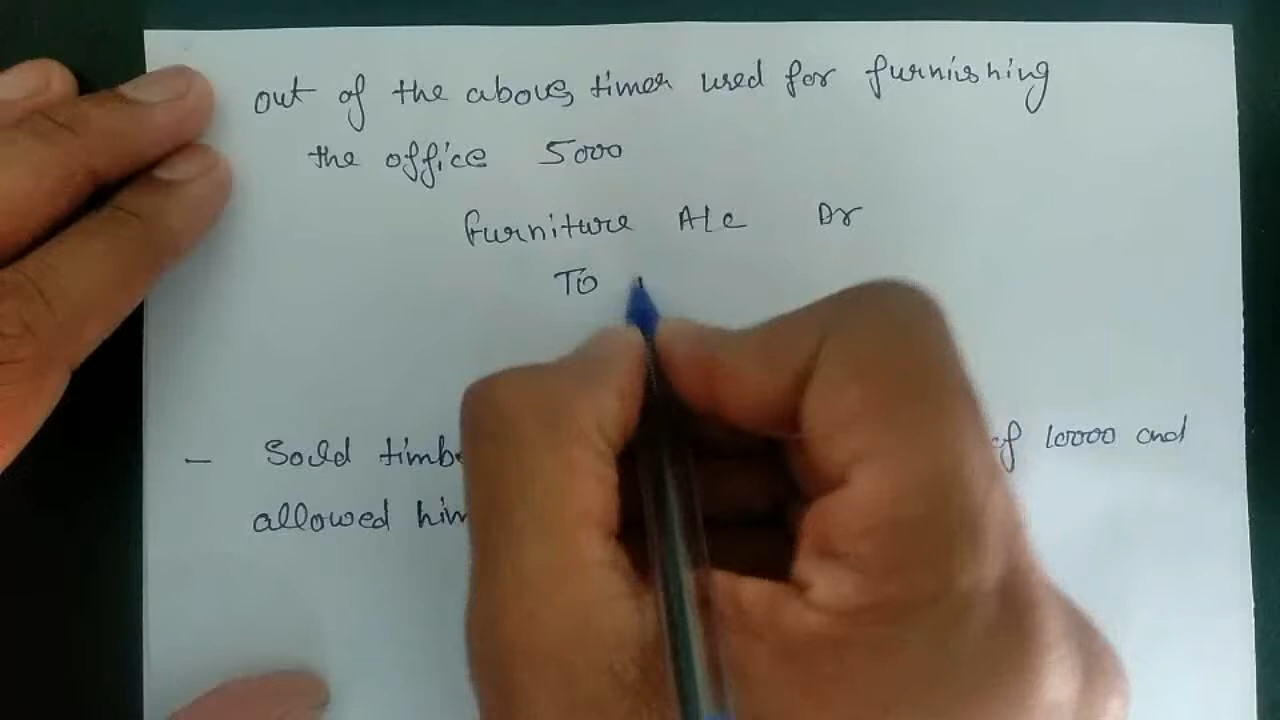 out of the above, timer used for furnishing
the office 5000
furniture A/c Dr
To
- Sold timbe of 10000 and
allowed him